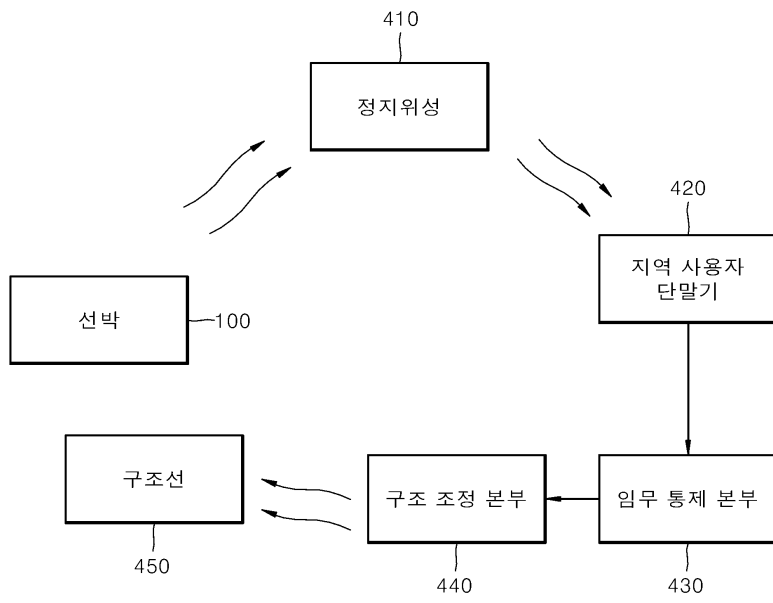 410
정지위성
420
지역 사용자
단말기
선박
100
구조선
450
구조 조정 본부
440
임무 통제 본부
430